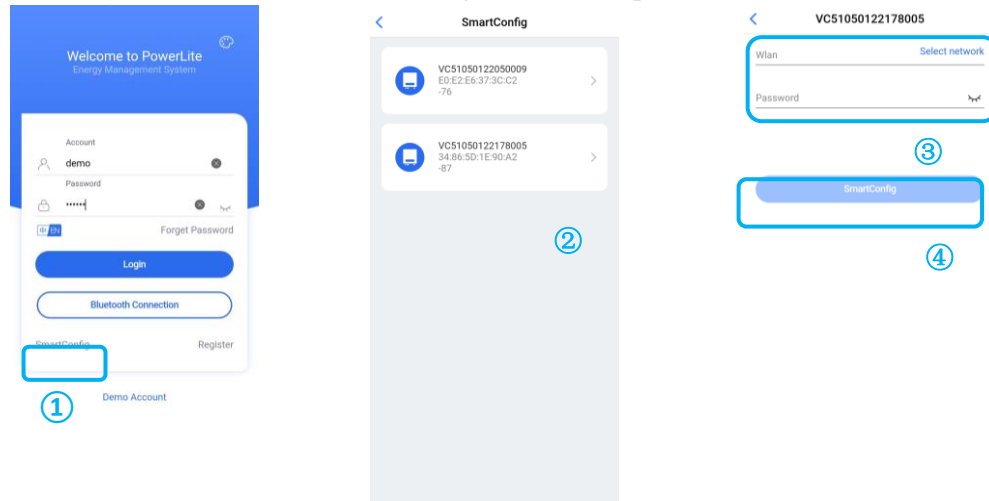 Welcome to PowerLite
Energy Management System
Account
demo
Password
••••••
中 EN
Forget Password
Login
Bluetooth Connection
SmartConfig
Register
①
Demo Account
SmartConfig
VC51050122050009
E0:E2:E6:37:3C:C2
-76
VC51050122178005
34:86:5D:1E:90:A2
-87
②
VC51050122178005
Wlan
Select network
Password
③
SmartConfig
④